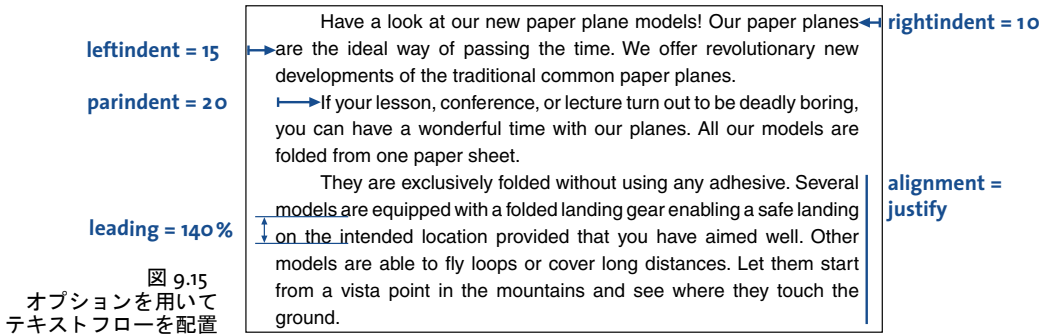 Have a look at our new paper plane models! Our paper planes
rightindent = 10
leftindent = 15
are the ideal way of passing the time. We offer revolutionary new
developments of the traditional common paper planes.
parindent = 20
If your lesson, conference, or lecture turn out to be deadly boring,
you can have a wonderful time with our planes. All our models are
folded from one paper sheet.
They are exclusively folded without using any adhesive. Several
alignment =
justify
models are equipped with a folded landing gear enabling a safe landing
leading = 140%
on the intended location provided that you have aimed well. Other
models are able to fly loops or cover long distances. Let them start
from a vista point in the mountains and see where they touch the
ground.
図 9.15
オプションを用いて
テキストフローを配置